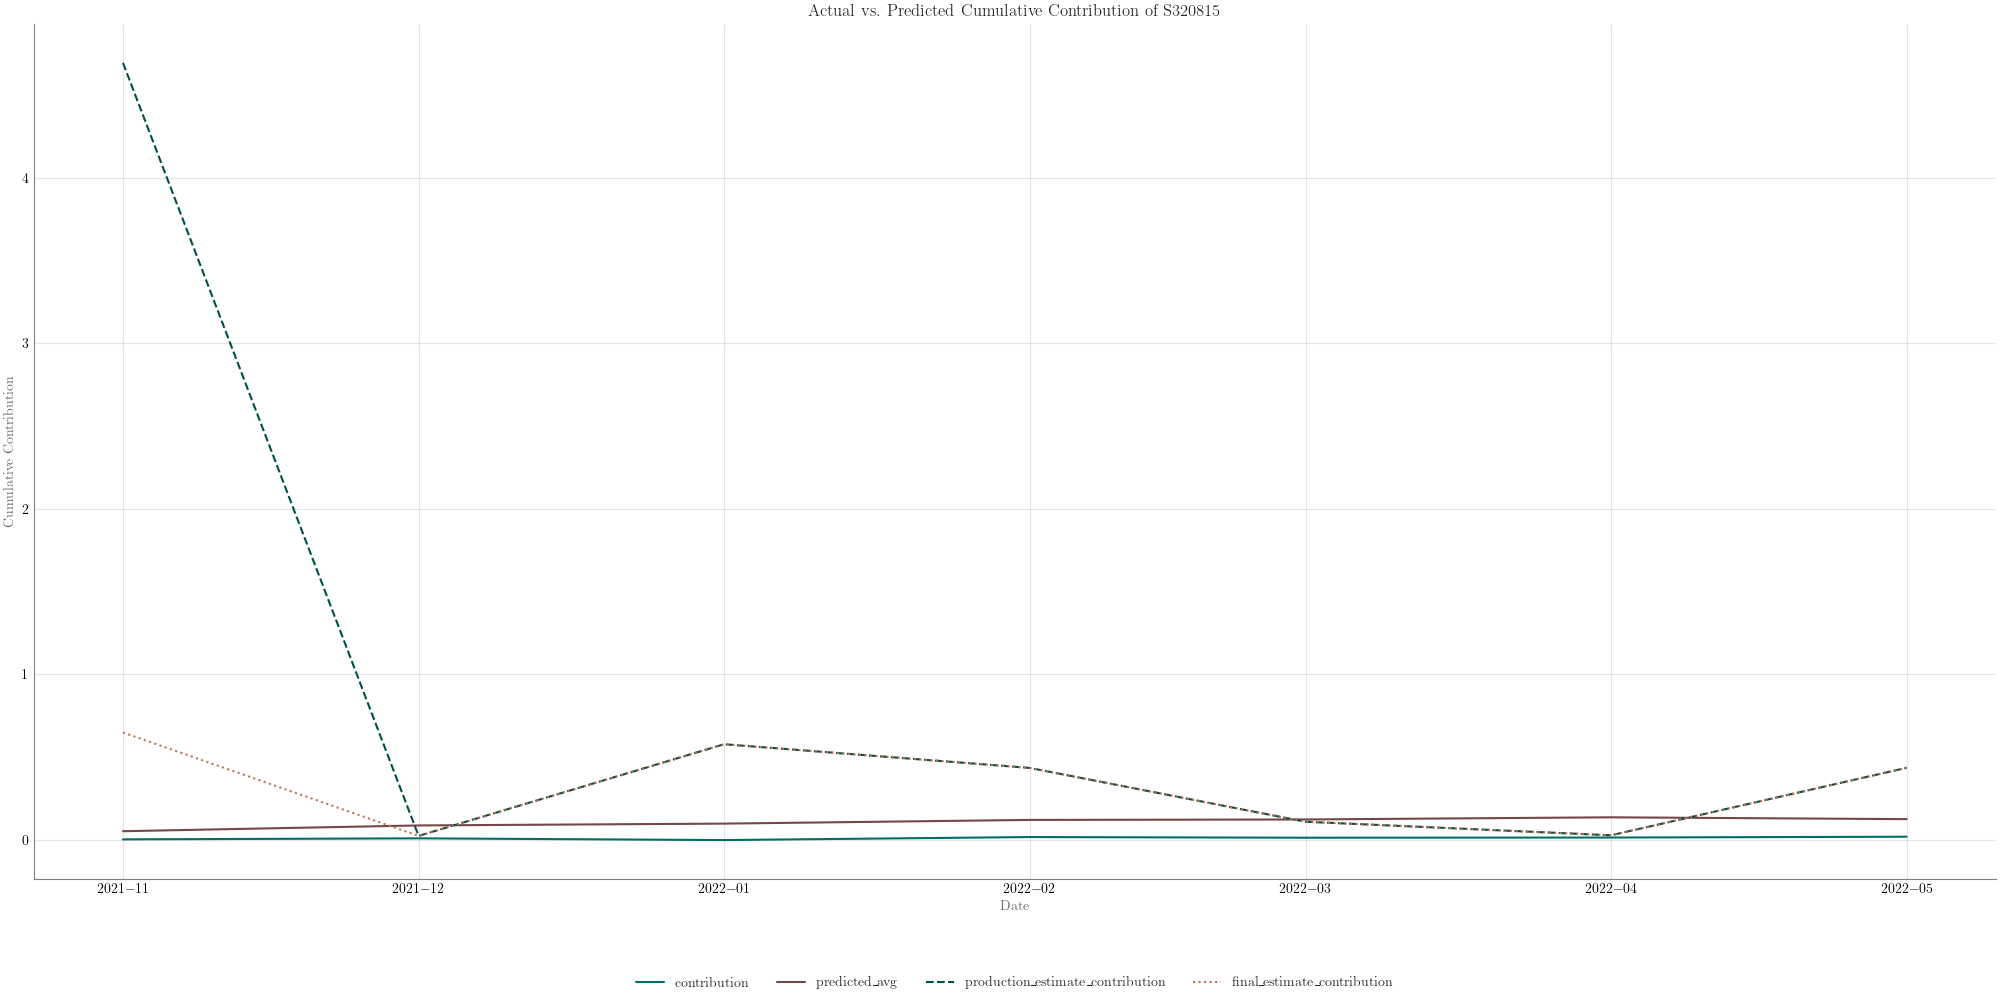 Actual vs. Predicted Cumulative Contribution of S320815
Cumulative Contribution
4
3
2
1
0
2021−11 2021−12 2022−01 2022−02 2022−03 2022−04 2022−05
Date
contribution predicted_avg production_estimate_contribution final_estimate_contribution